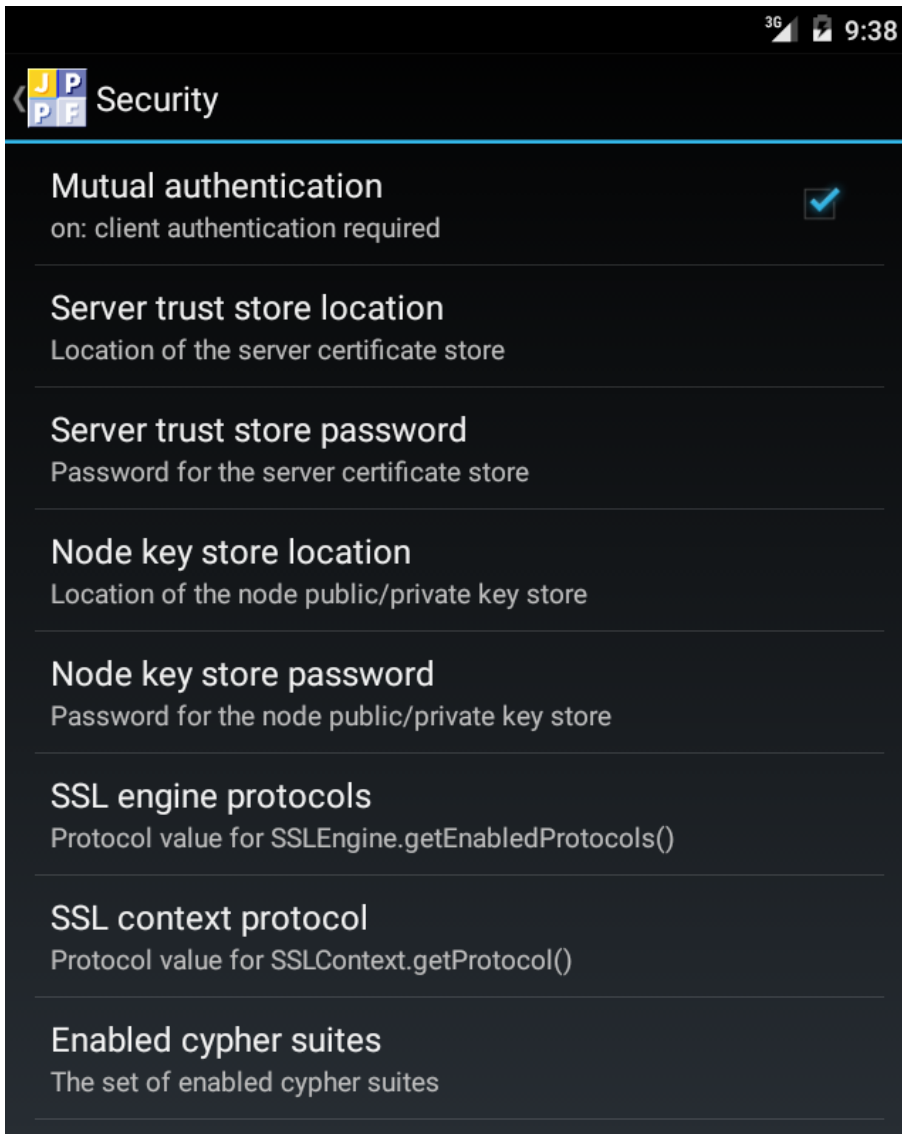 3G 9:38
J P
P F
Security
Mutual authentication
on: client authentication required
Server trust store location
Location of the server certificate store
Server trust store password
Password for the server certificate store
Node key store location
Location of the node public/private key store
Node key store password
Password for the node public/private key store
SSL engine protocols
Protocol value for SSLEngine.getEnabledProtocols()
SSL context protocol
Protocol value for SSLContext.getProtocol()
Enabled cypher suites
The set of enabled cypher suites